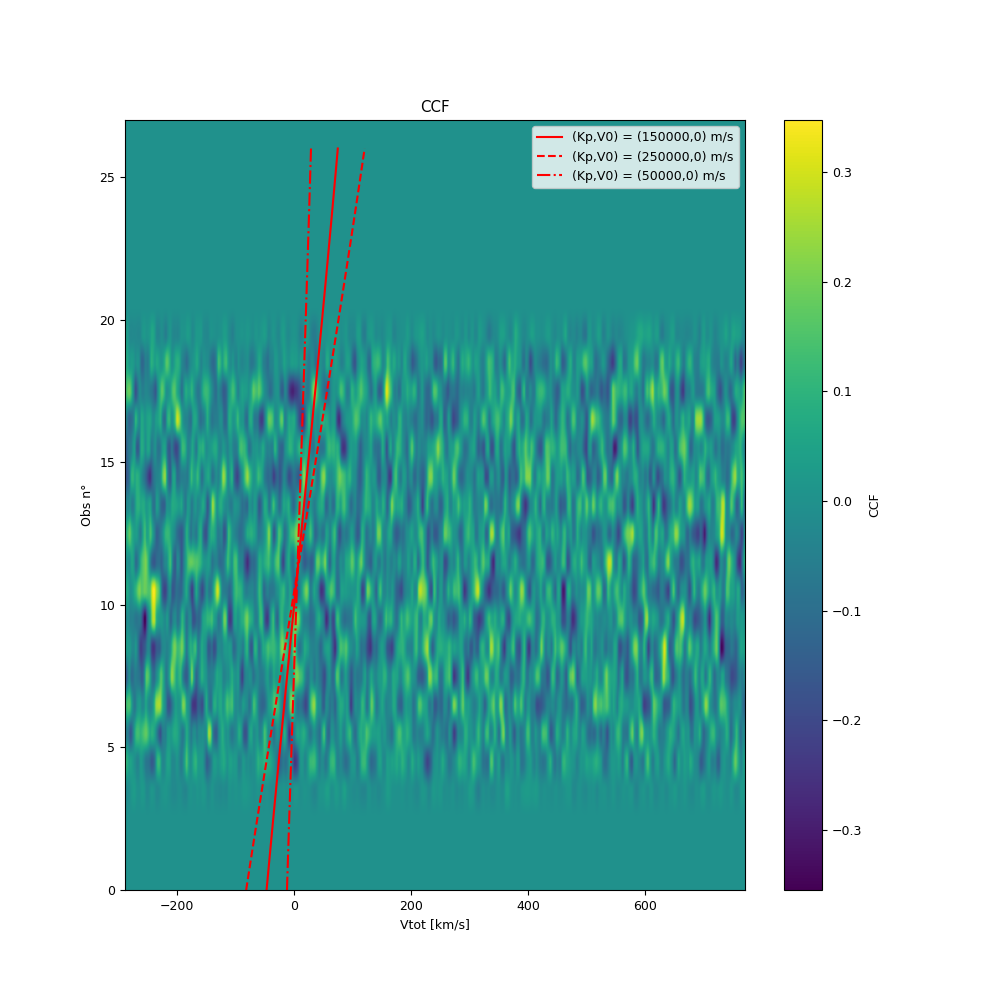 CCF
(Kp,V0) = (150000,0) m/s
(Kp,V0) = (250000,0) m/s
(Kp,V0) = (50000,0) m/s
25
20
15
10
5
0
Obs n°
−200
0
200
400
600
Vtot [km/s]
0.3
0.2
0.1
0.0
−0.1
−0.2
−0.3
CCF